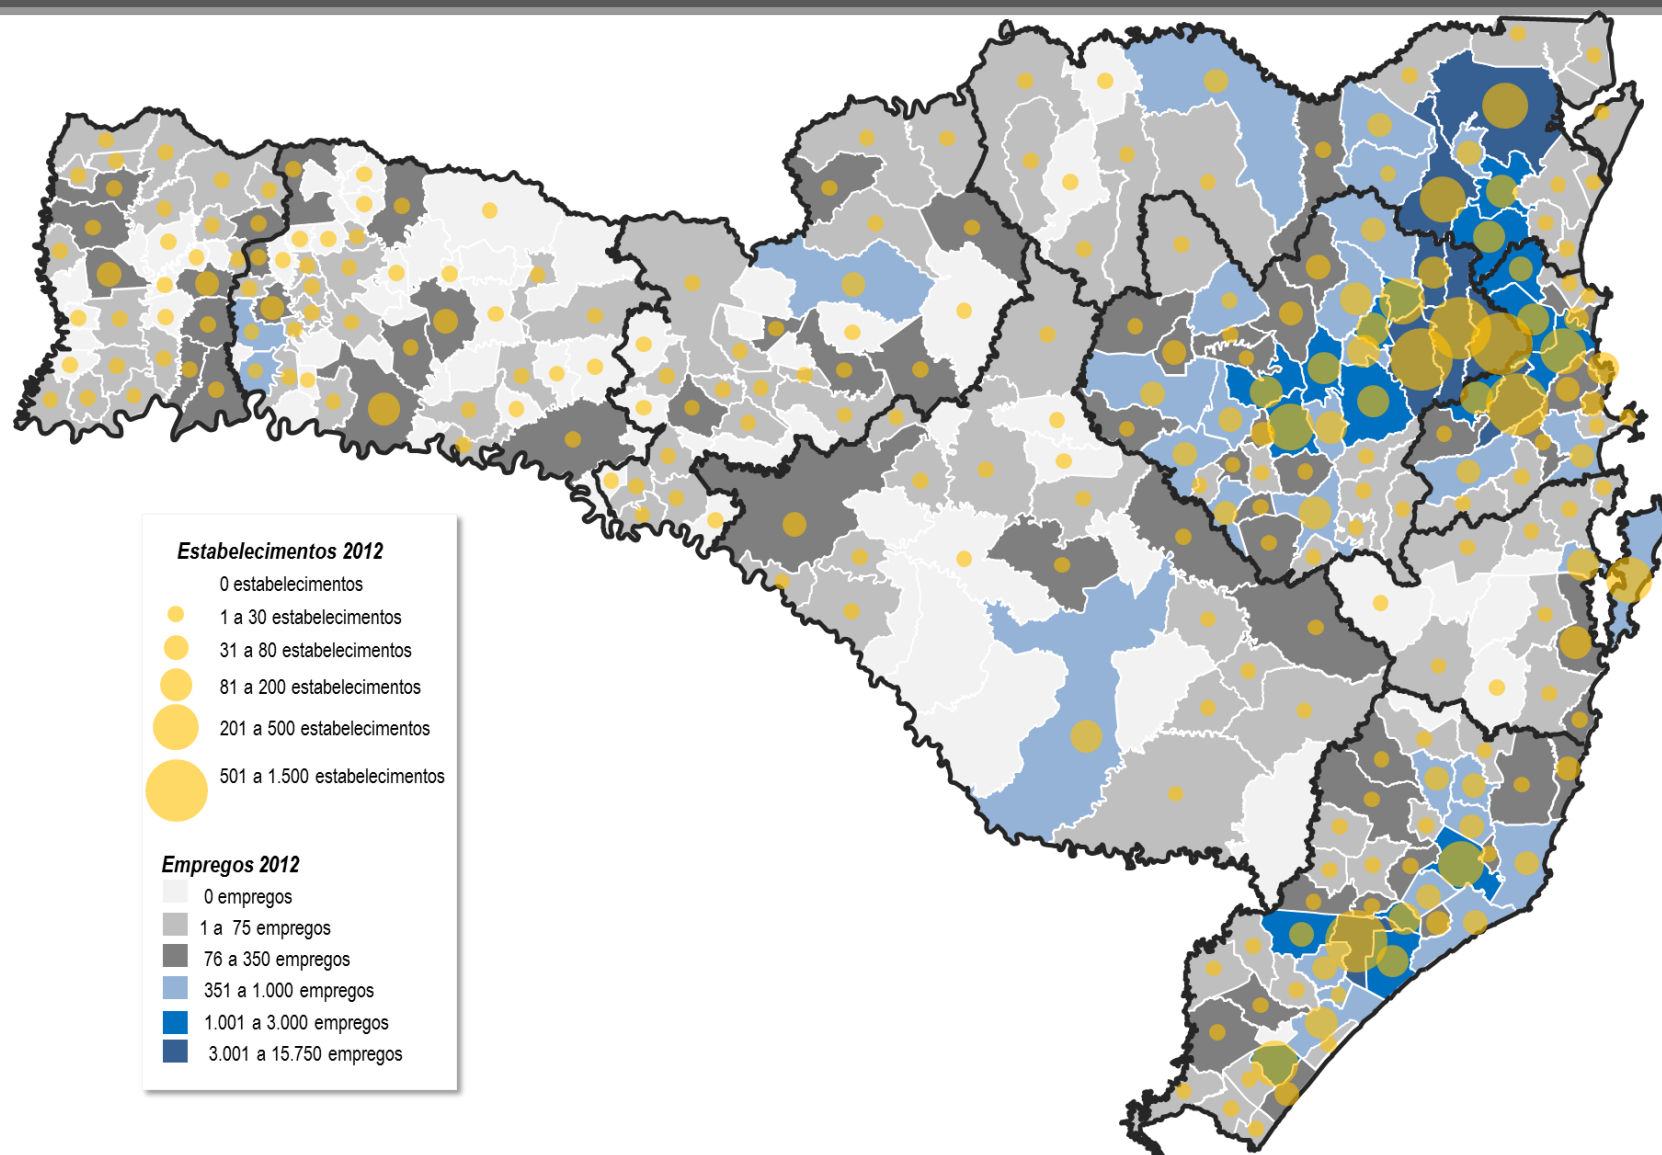 Estabelecimentos 2012
0 estabelecimentos
1 a 30 estabelecimentos
31 a 80 estabelecimentos
81 a 200 estabelecimentos
201 a 500 estabelecimentos
501 a 1.500 estabelecimentos
Empregos 2012
0 empregos
1 a 75 empregos
76 a 350 empregos
351 a 1.000 empregos
1.001 a 3.000 empregos
3.001 a 15.750 empregos